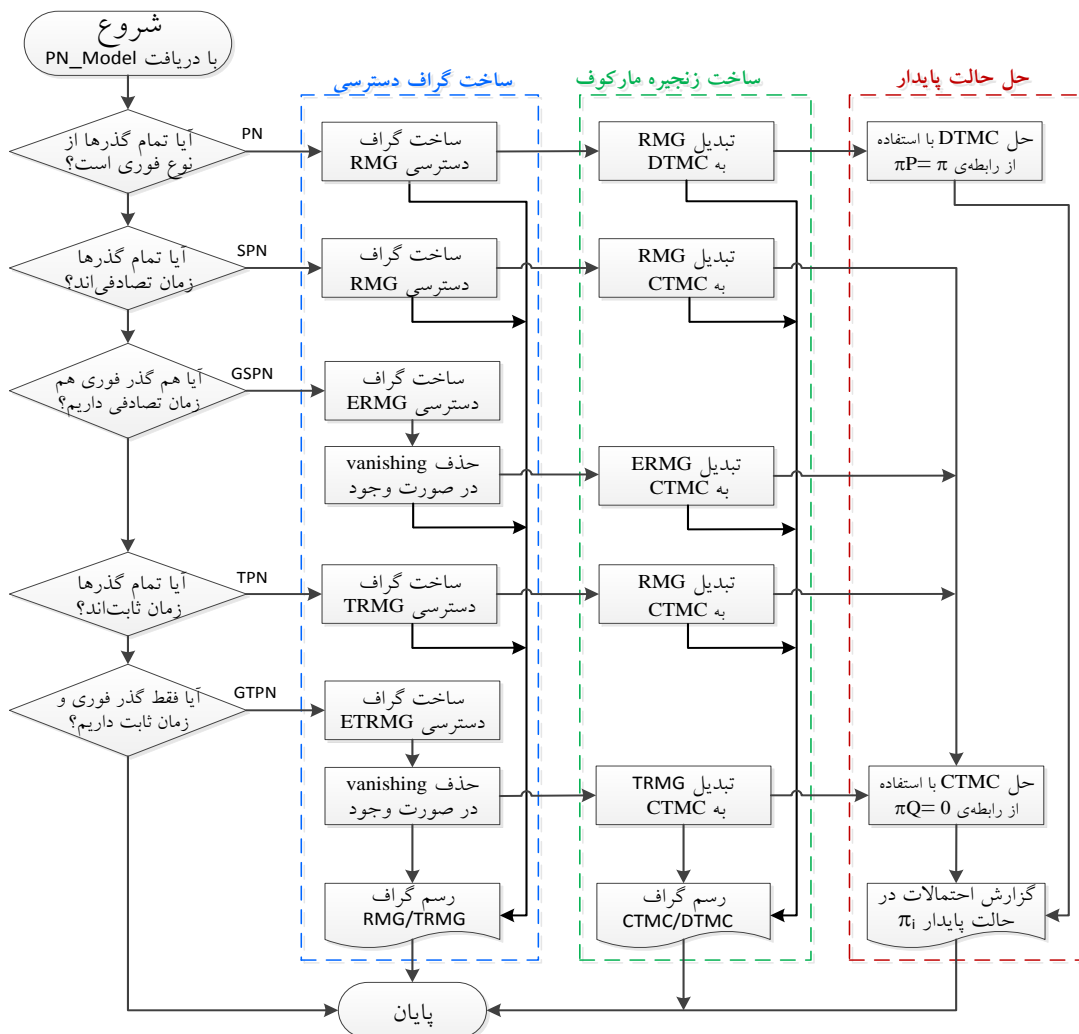 شروع
با دریافت PN_Model
ساخت گراف دسترسی
ساخت زنجیره مارکوف
حل حالت پایدار
آیا تمام گذرها از
نوع فوری است؟
PN
ساخت گراف
دسترسی RMG
تبدیل RMG
به DTMC
حل DTMC با استفاده
از رابطه‌ی πP= π
آیا تمام گذرها
زمان تصادفی‌اند؟
SPN
ساخت گراف
دسترسی RMG
تبدیل RMG
به CTMC
آیا هم گذر فوری هم
زمان تصادفی داریم؟
GSPN
ساخت گراف
دسترسی ERMG
حذف vanishing
در صورت وجود
تبدیل ERMG
به CTMC
آیا تمام گذرها
زمان ثابت‌اند؟
TPN
ساخت گراف
دسترسی TRMG
تبدیل RMG
به CTMC
آیا فقط گذر فوری و
زمان ثابت داریم؟
GTPN
ساخت گراف
دسترسی ETRMG
حذف vanishing
در صورت وجود
تبدیل TRMG
به CTMC
حل CTMC با استفاده
از رابطه‌ی πQ= 0
رسم گراف
RMG/TRMG
رسم گراف
CTMC/DTMC
گزارش احتمالات در
حالت پایدار πi
پایان